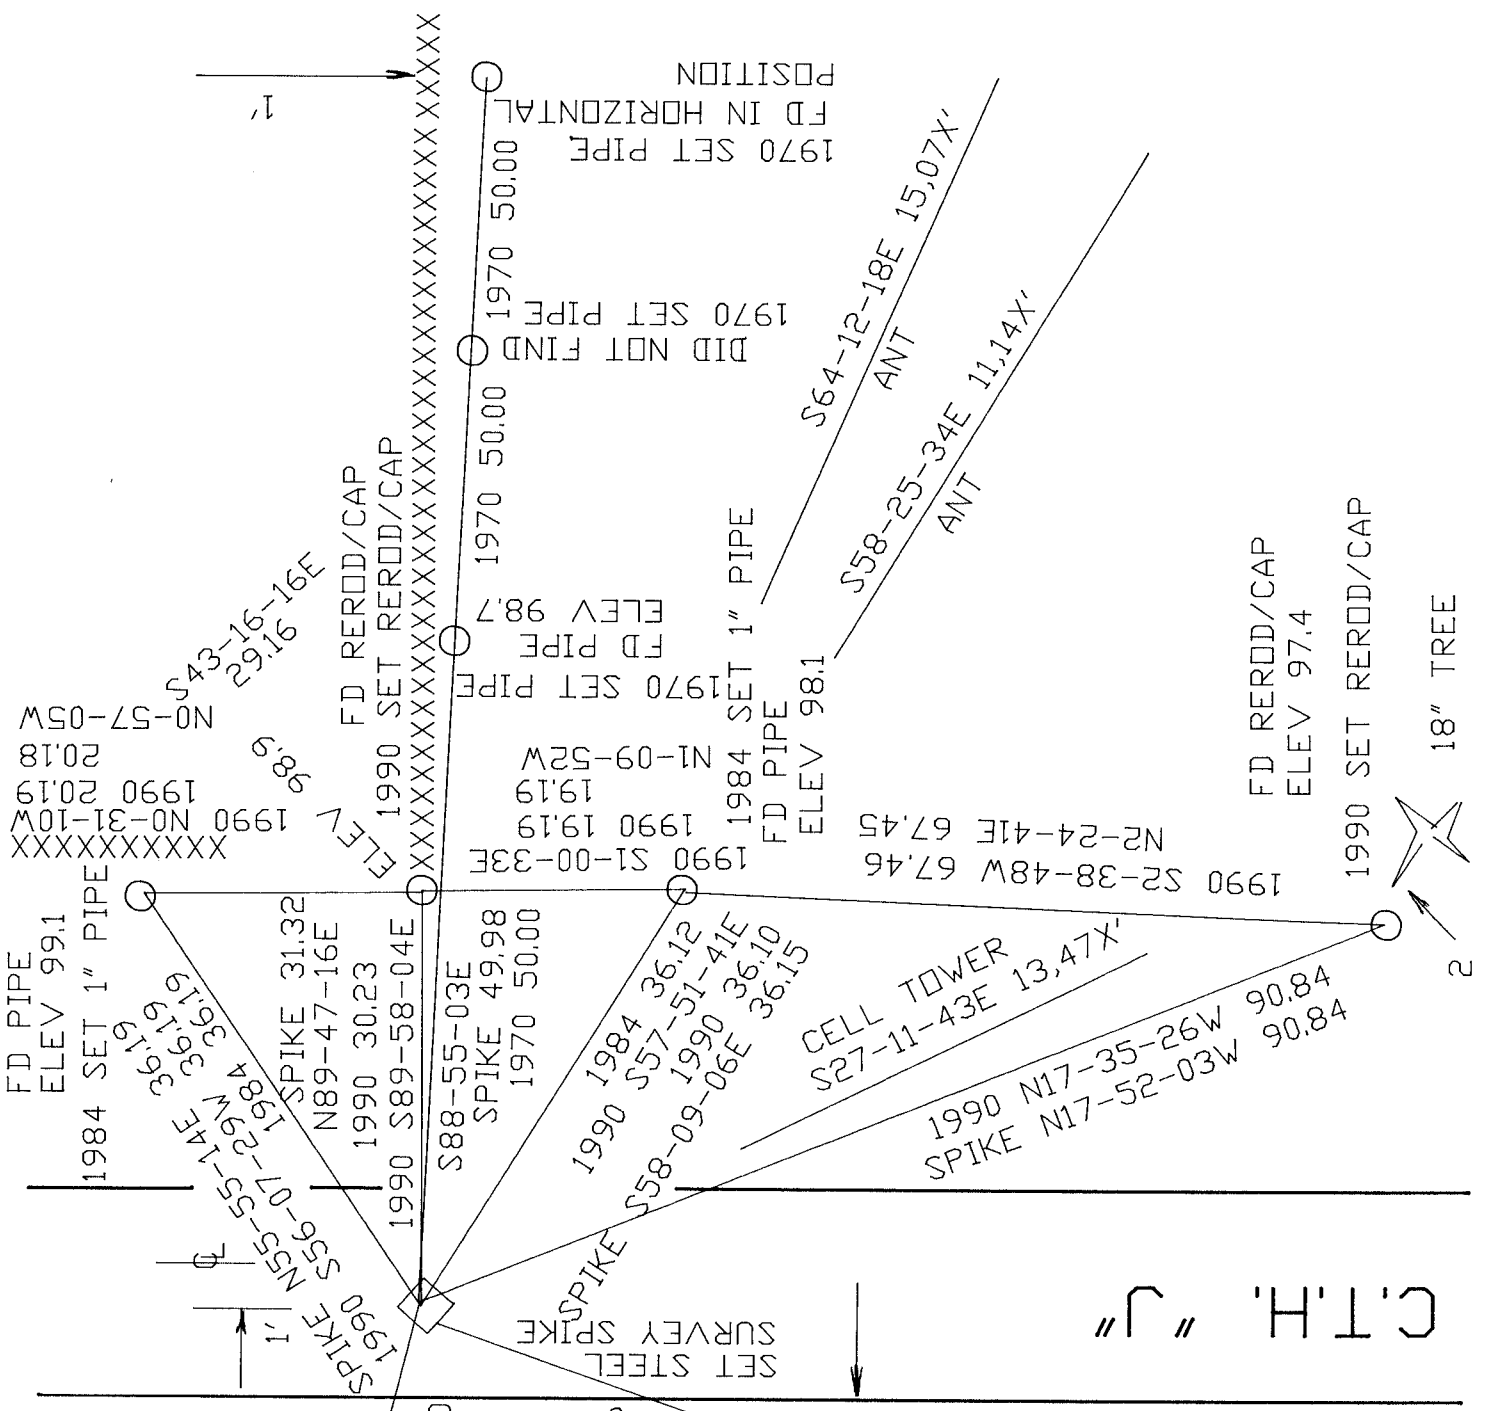 1'
1970 SET PIPE
FD IN HORIZONTAL
POSITION
1970 50.00
1970 SET PIPE
DID NOT FIND
1970 50.00
S64-12-18E 15,07X'
ANT
S58-25-34E 11,14X'
ANT
FD REROD/CAP
1990 SET REROD/CAP
S43-16-16E
29.16
1970 SET PIPE
FD PIPE
ELEV 98.7
1984 SET 1" PIPE
FD PIPE
ELEV 98.1
FD REROD/CAP
ELEV 97.4
1990 SET REROD/CAP
18" TREE
XXXXXXXXXX
1990 N0-31-10W
1990 20.19
20.18
N0-57-05W
ELEV 98.9
1990 S1-00-33E
1990 19.19
19.19
N1-09-52W
1990 S2-38-48W 67.46
N2-24-41E 67.45
FD PIPE
ELEV 99.1
1984 SET 1" PIPE
1984 36.19
1990 S56-07-29W 36.19
SPIKE N55-55-14E 36.19
SPIKE 31.32
N89-47-16E
1990 30.23
1990 S89-58-04E
S88-55-03E
SPIKE 49.98
1970 50.00
1984 36.12
1990 S57-51-41E
1990 36.10
SPIKE S58-09-06E 36.15
CELL TOWER
S27-11-43E 13,47X'
1990 N17-35-26W 90.84
SPIKE N17-52-03W 90.84
2
1'
SET STEEL
SURVEY SPIKE
C.T.H. "J"